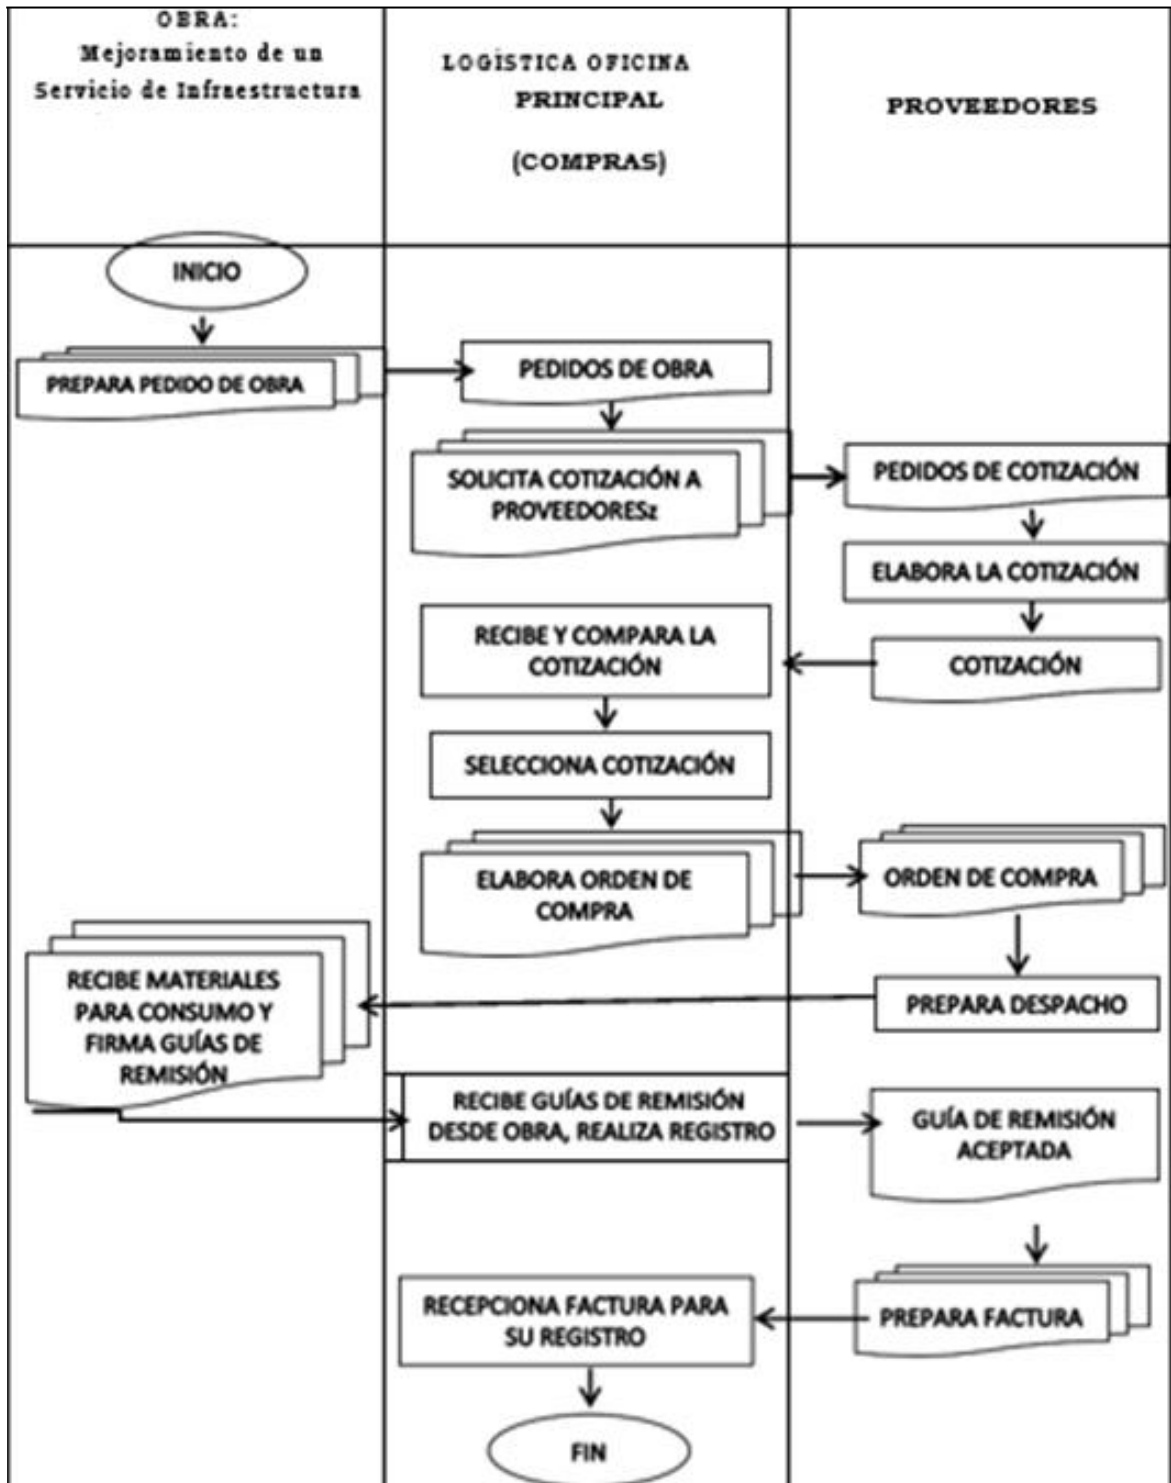 OBRA:
Mejoramiento de un
Servicio de Infraestructura
LOGÍSTICA OFICINA
PRINCIPAL
(COMPRAS)
PROVEEDORES
INICIO
PREPARA PEDIDO DE OBRA
PEDIDOS DE OBRA
SOLICITA COTIZACIÓN A
PROVEEDORESz
PEDIDOS DE COTIZACIÓN
ELABORA LA COTIZACIÓN
COTIZACIÓN
RECIBE Y COMPARA LA
COTIZACIÓN
SELECCIONA COTIZACIÓN
ELABORA ORDEN DE
COMPRA
ORDEN DE COMPRA
PREPARA DESPACHO
RECIBE MATERIALES
PARA CONSUMO Y
FIRMA GUÍAS DE
REMISIÓN
RECIBE GUÍAS DE REMISIÓN
DESDE OBRA, REALIZA REGISTRO
GUÍA DE REMISIÓN
ACEPTADA
PREPARA FACTURA
RECEPCIONA FACTURA PARA
SU REGISTRO
FIN